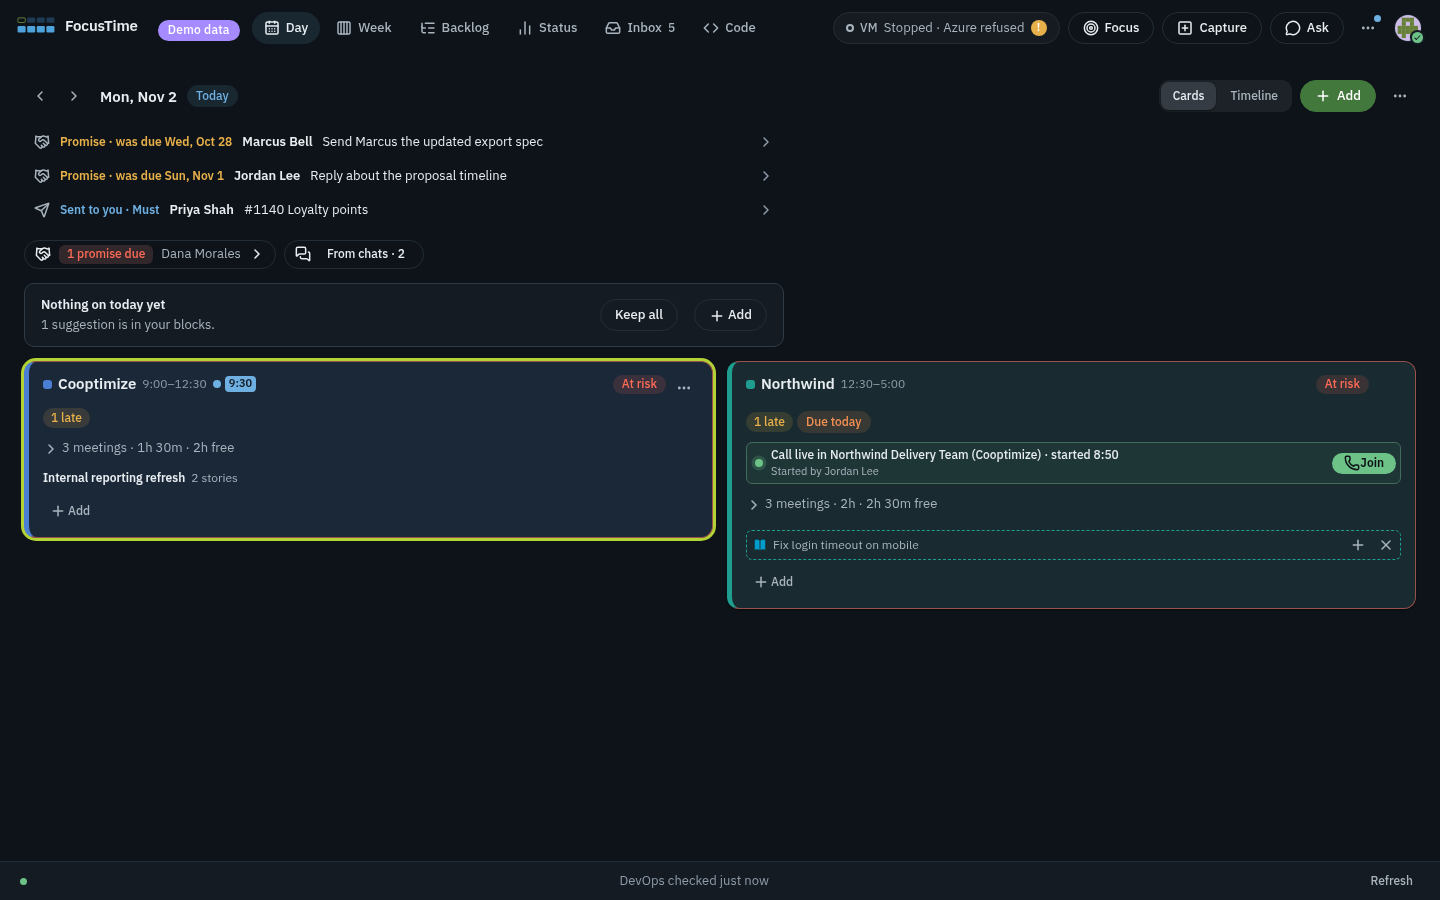 FocusTime
Demo data
Day
Week
Backlog
Status
Inbox 5
Code
VM Stopped · Azure refused !
Focus
Capture
Ask
Mon, Nov 2
Today
Cards
Timeline
Add
Promise · was due Wed, Oct 28 Marcus Bell Send Marcus the updated export spec
Promise · was due Sun, Nov 1 Jordan Lee Reply about the proposal timeline
Sent to you · Must Priya Shah #1140 Loyalty points
1 promise due Dana Morales
From chats · 2
Nothing on today yet
1 suggestion is in your blocks.
Keep all
Add
Cooptimize 9:00–12:30 9:30
At risk
1 late
3 meetings · 1h 30m · 2h free
Internal reporting refresh 2 stories
Add
Northwind 12:30–5:00
At risk
1 late Due today
Call live in Northwind Delivery Team (Cooptimize) · started 8:50
Started by Jordan Lee
Join
3 meetings · 2h · 2h 30m free
Fix login timeout on mobile
Add
DevOps checked just now
Refresh